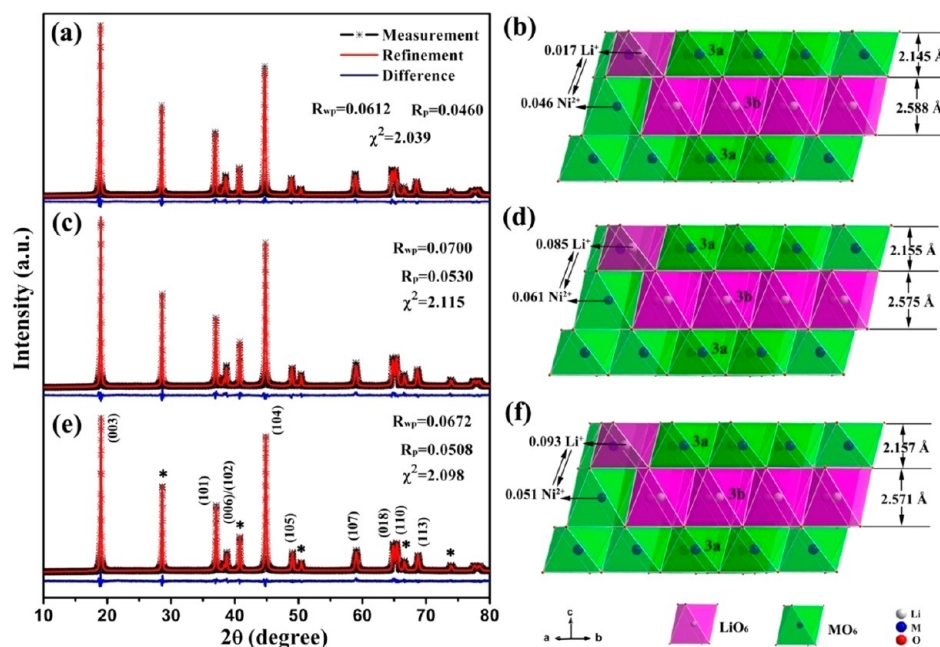 (a)
Measurement
Refinement
Difference
Rwp=0.0612 Rp=0.0460
χ²=2.039
(b)
0.017 Li⁺
0.046 Ni²⁺
3a
3b
3a
2.145 Å
2.588 Å
(c)
Rwp=0.0700
Rp=0.0530
χ²=2.115
(d)
0.085 Li⁺
0.061 Ni²⁺
3a
3b
3a
2.155 Å
2.575 Å
(e)
Rwp=0.0672
Rp=0.0508
χ²=2.098
(003)
*
(101)
(006)/(102)
*
(104)
(105)
*
(107)
(018)
(110)
*
(113)
*
(f)
0.093 Li⁺
0.051 Ni²⁺
3a
3b
3a
2.157 Å
2.571 Å
Intensity (a.u.)
10 20 30 40 50 60 70 80
2θ (degree)
c
a b
LiO₆
MO₆
Li
M
O